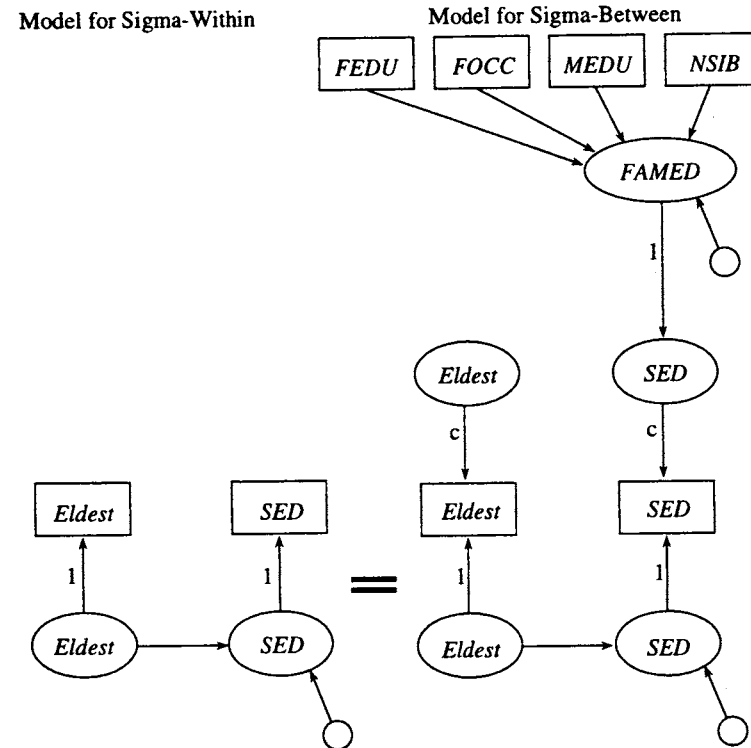 Model for Sigma-Within Model for Sigma-Between
FEDU FOCC MEDU NSIB
FAMED
1
Eldest SED
c c
Eldest SED Eldest SED
1 1 = 1 1
Eldest SED Eldest SED